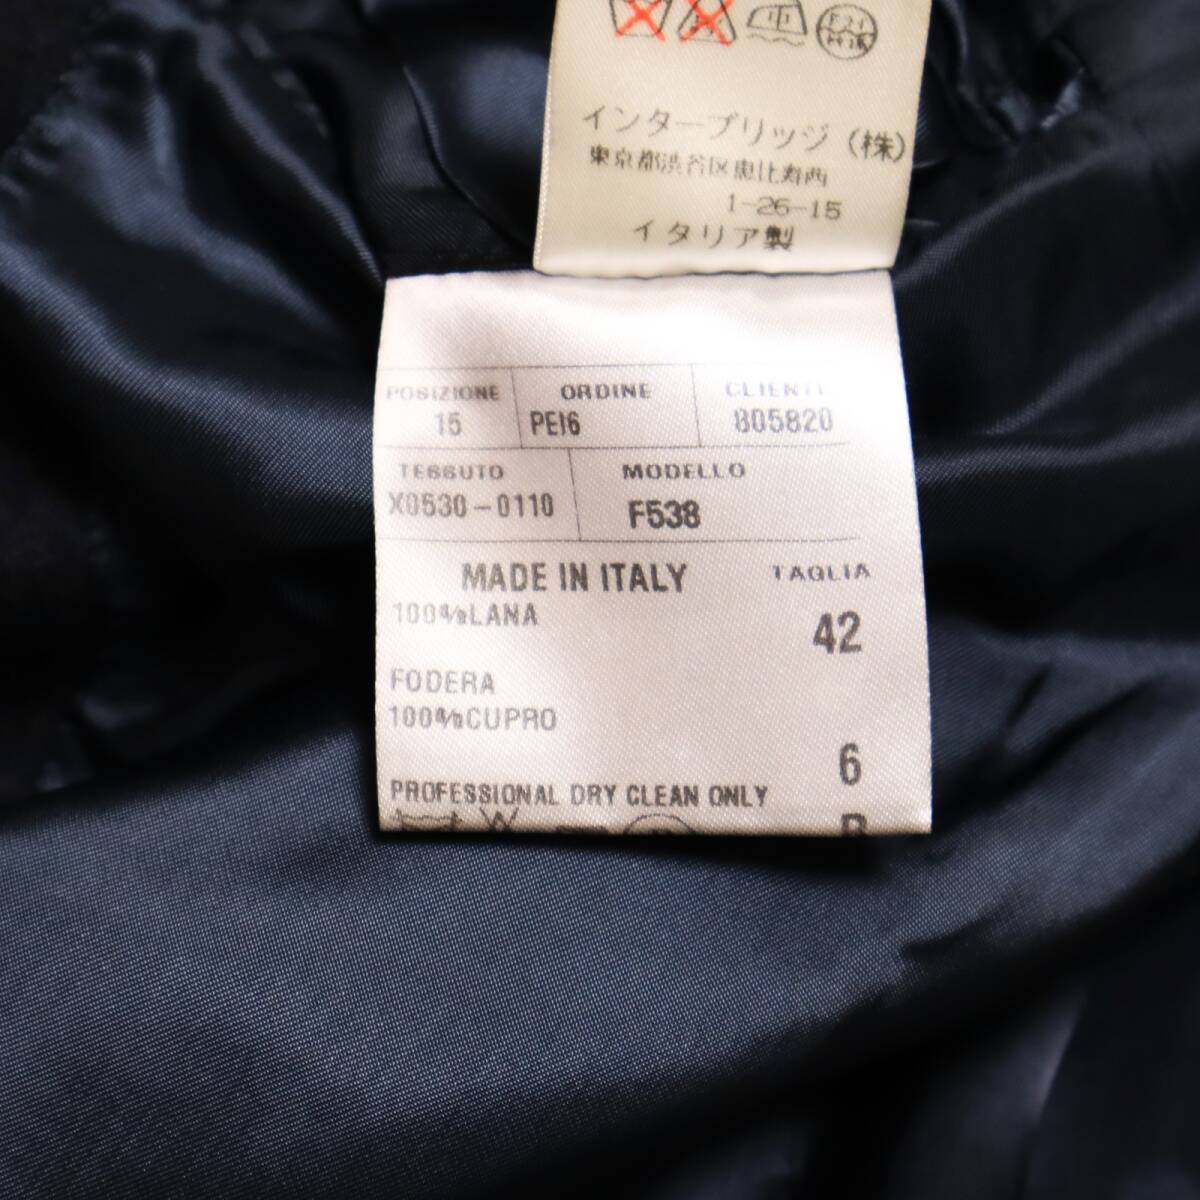 インターブリッジ（株）
東京都渋谷区恵比寿西
1-26-15
イタリア製
POSIZIONE ORDINE CLIENTE
15 PEI6 805820
TESSUTO MODELLO
X0530-0110 F538
MADE IN ITALY TAGLIA
100%LANA
42
FODERA
100%CUPRO
6
PROFESSIONAL DRY CLEAN ONLY